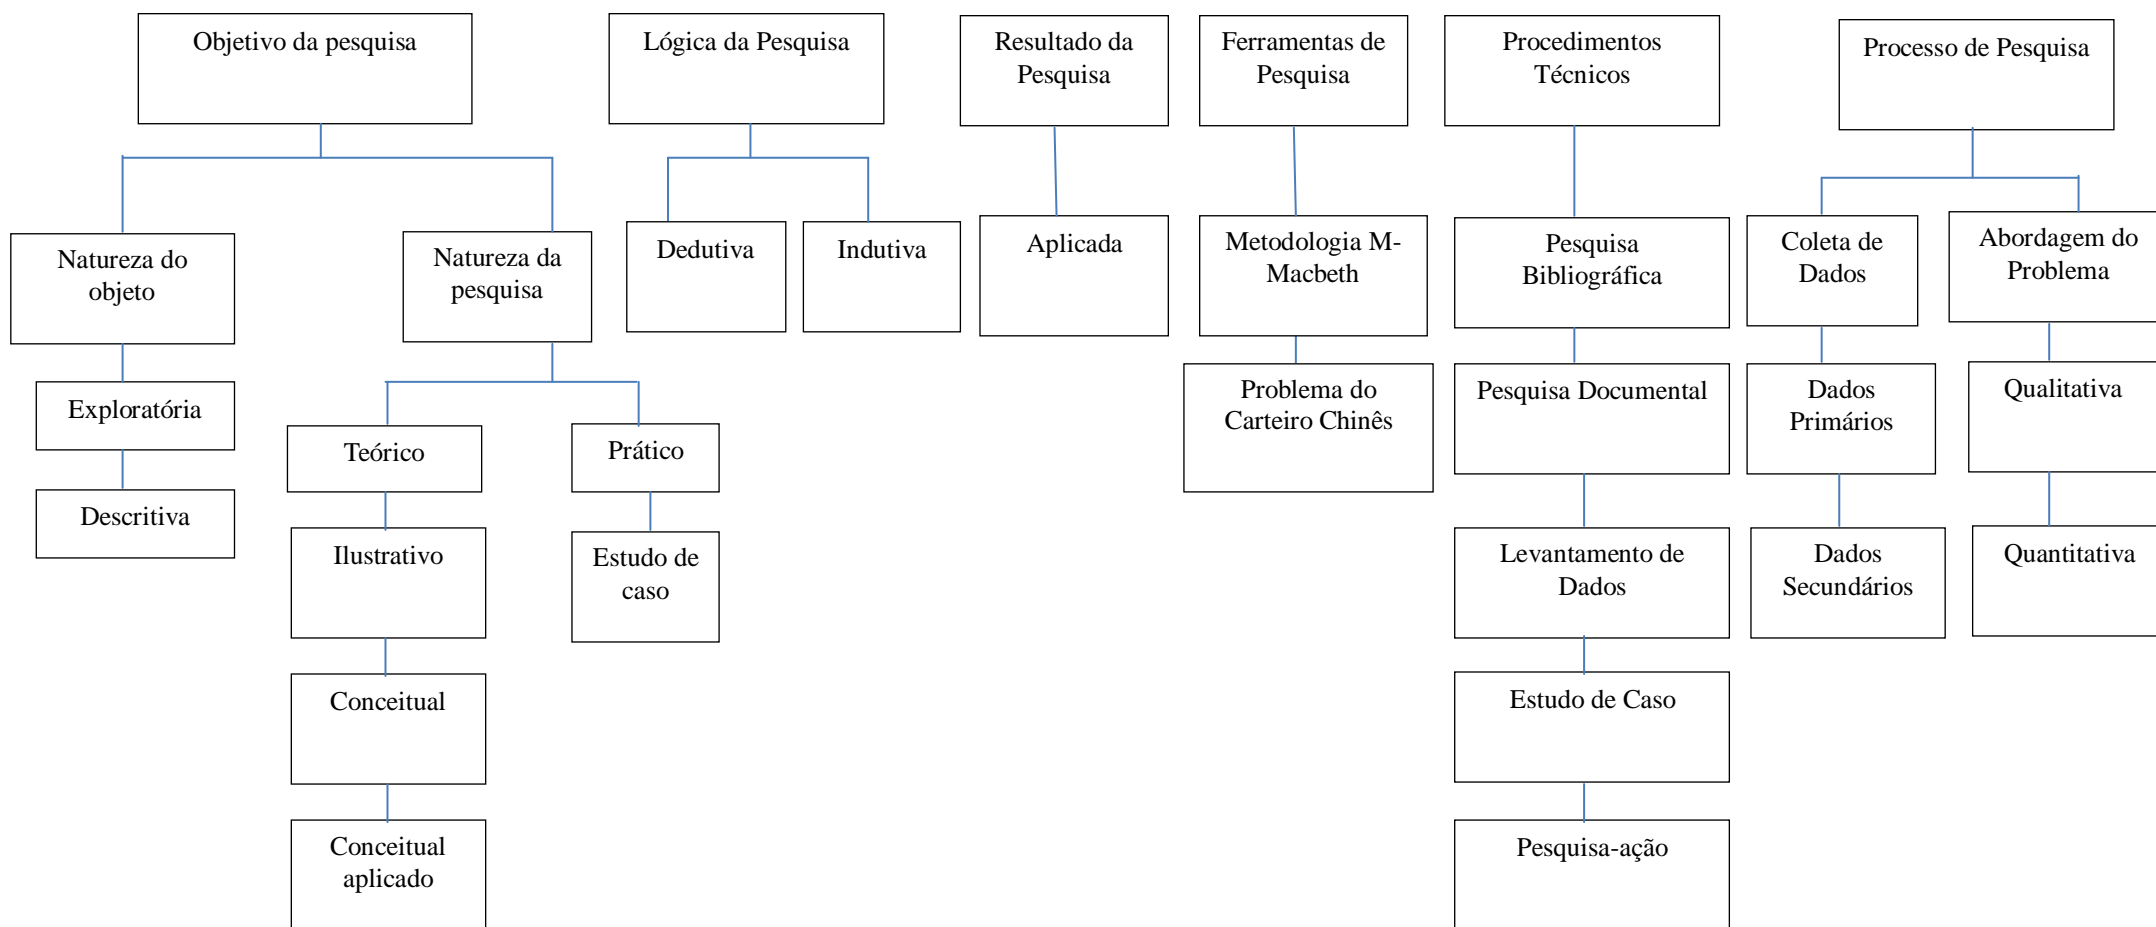 Objetivo da pesquisa
Lógica da Pesquisa
Resultado da
Pesquisa
Ferramentas de
Pesquisa
Procedimentos
Técnicos
Processo de Pesquisa
Natureza do
objeto
Natureza da
pesquisa
Dedutiva
Indutiva
Aplicada
Metodologia M-
Macbeth
Pesquisa
Bibliográfica
Coleta de
Dados
Abordagem do
Problema
Exploratória
Teórico
Prático
Problema do
Carteiro Chinês
Pesquisa Documental
Dados
Primários
Qualitativa
Descritiva
Ilustrativo
Estudo de
caso
Levantamento de
Dados
Dados
Secundários
Quantitativa
Conceitual
Estudo de Caso
Conceitual
aplicado
Pesquisa-ação